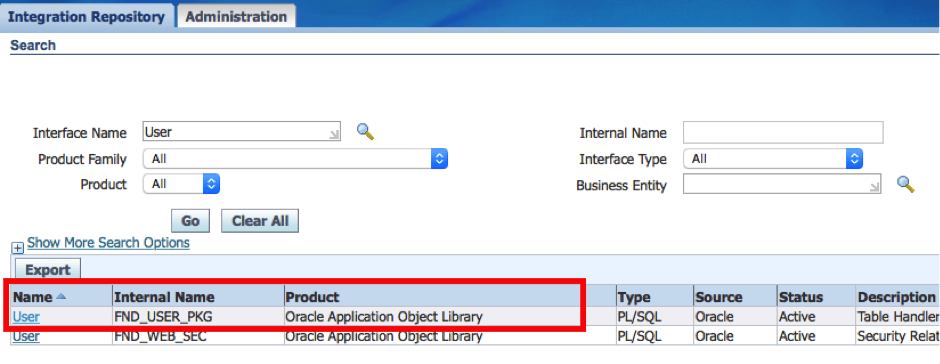 Integration Repository Administration
Search
Interface Name User Internal Name
Product Family All Interface Type All
Product All Business Entity
Go Clear All
Show More Search Options
Export
Name Internal Name Product Type Source Status Description
User FND_USER_PKG Oracle Application Object Library PL/SQL Oracle Active Table Handler
User FND_WEB_SEC Oracle Application Object Library PL/SQL Oracle Active Security Relat